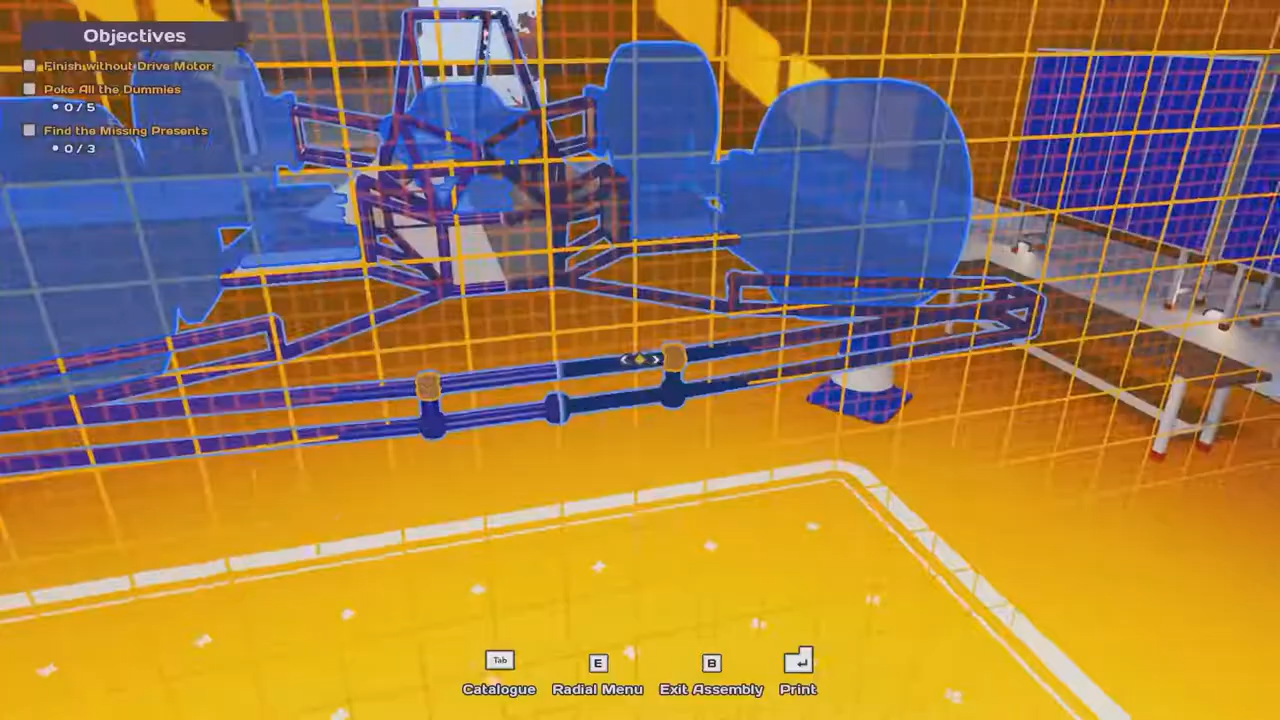 Objectives
Finish without Drive Motors
Poke All the Dummies
0 / 5
Find the Missing Presents
0 / 3
Tab
E
B
Catalogue
Radial Menu
Exit Assembly
Print